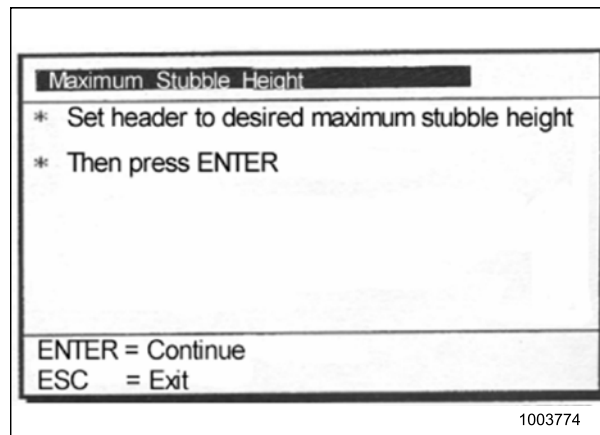 Maximum Stubble Height
* Set header to desired maximum stubble height
* Then press ENTER
ENTER = Continue
ESC = Exit
1003774